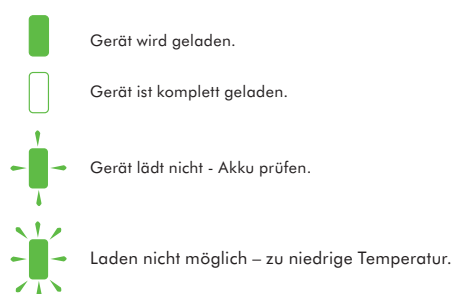 Gerät wird geladen.
Gerät ist komplett geladen.
Gerät lädt nicht - Akku prüfen.
Laden nicht möglich – zu niedrige Temperatur.